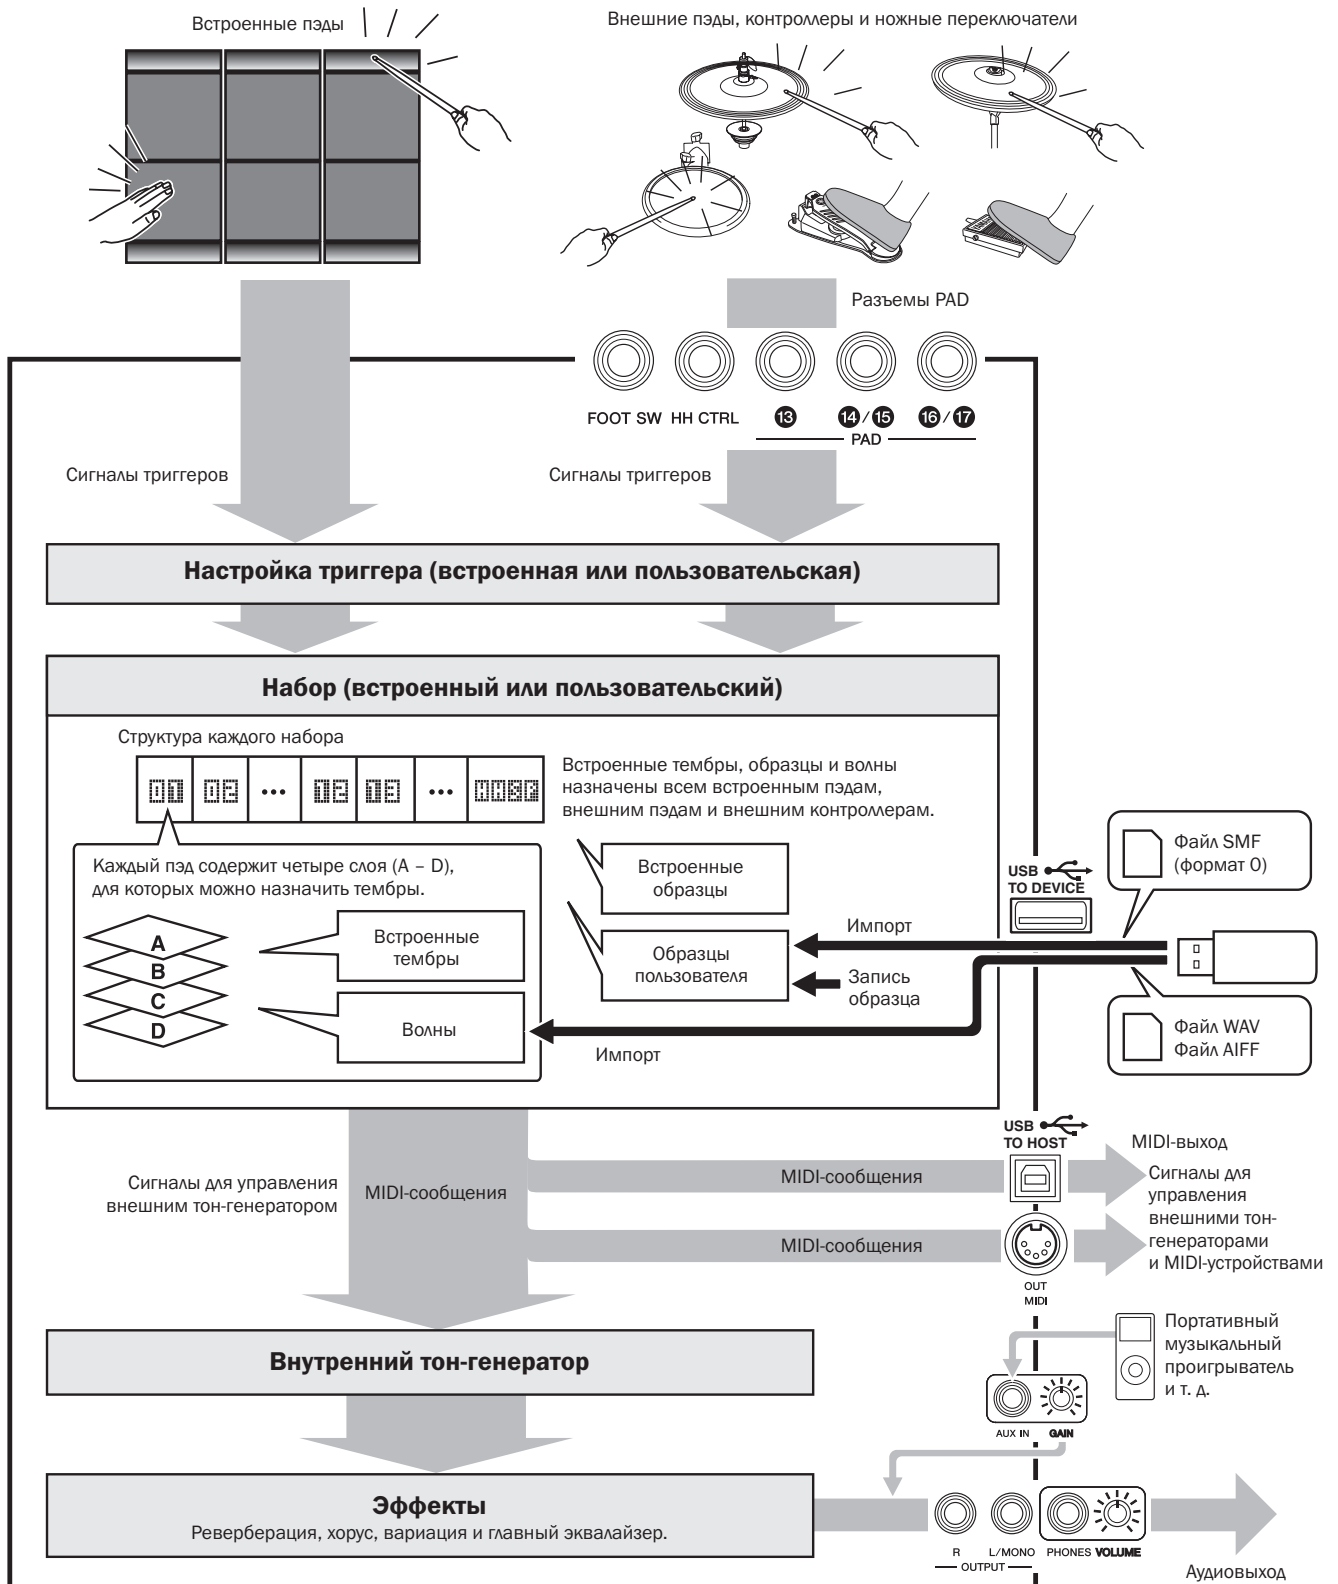 Встроенные пэды
Внешние пэды, контроллеры и ножные переключатели
Разъемы PAD
FOOT SW HH CTRL 13 14/15 16/17
PAD
Сигналы триггеров
Сигналы триггеров
Настройка триггера (встроенная или пользовательская)
Набор (встроенный или пользовательский)
Структура каждого набора
01 02 ••• 12 13 •••
Встроенные тембры, образцы и волны
назначены всем встроенным пэдам,
внешним пэдам и внешним контроллерам.
Каждый пэд содержит четыре слоя (A – D),
для которых можно назначить тембры.
A
B
C
D
Встроенные
тембры
Волны
Встроенные
образцы
Образцы
пользователя
Импорт
Запись
образца
Импорт
USB
TO DEVICE
Файл SMF
(формат 0)
Файл WAV
Файл AIFF
USB
TO HOST
MIDI-выход
Сигналы для управления
внешним тон-генератором
MIDI-сообщения
MIDI-сообщения
MIDI-сообщения
Сигналы для
управления
внешними тон-
генераторами
и MIDI-устройствами
OUT
MIDI
Внутренний тон-генератор
Портативный
музыкальный
проигрыватель
и т. д.
AUX IN GAIN
Эффекты
Реверберация, хорус, вариация и главный эквалайзер.
R L/MONO PHONES VOLUME
OUTPUT
Аудиовыход